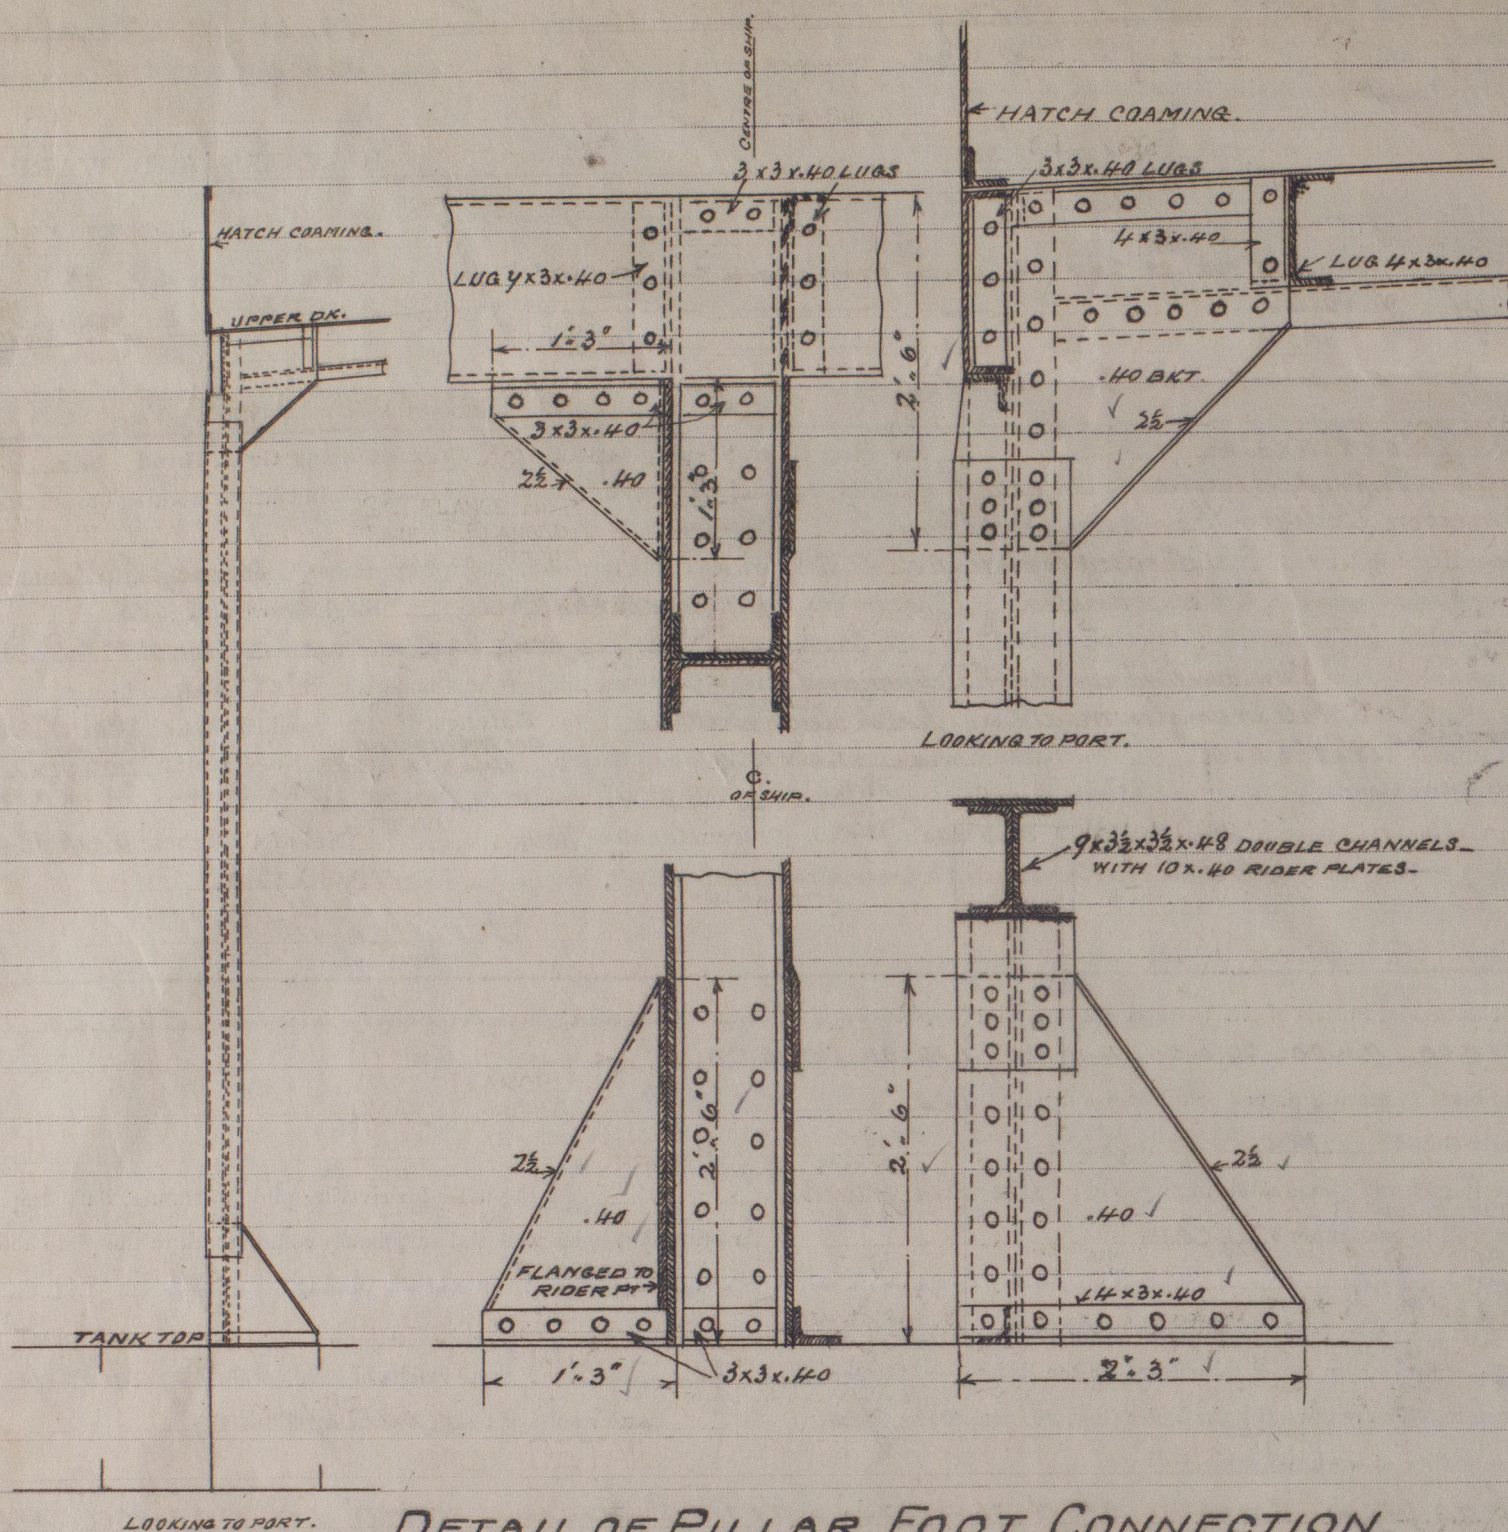 CENTRE OF SHIP.
HATCH COAMING.
3 x 3 x .40 LUGS
3x3x.40 LUGS
HATCH COAMING.
4x3x.40
LUG 4x3x.40
LUG 4x3x.40
UPPER DK.
1'-3"
2'-6"
.40 BKT.
2½
3x3x.40
2½
.40
1'-3"
LOOKING TO PORT.
C.
OF SHIP.
9x3½x3½x.48 DOUBLE CHANNELS
WITH 10x.40 RIDER PLATES
2'-6"
2'-6"
2½
2½
.40
.40
FLANGED TO
RIDER PT
4x3x.40
TANK TOP
1'-3"
3x3x.40
2'-3"
LOOKING TO PORT.
DETAIL OF PILLAR FOOT CONNECTION